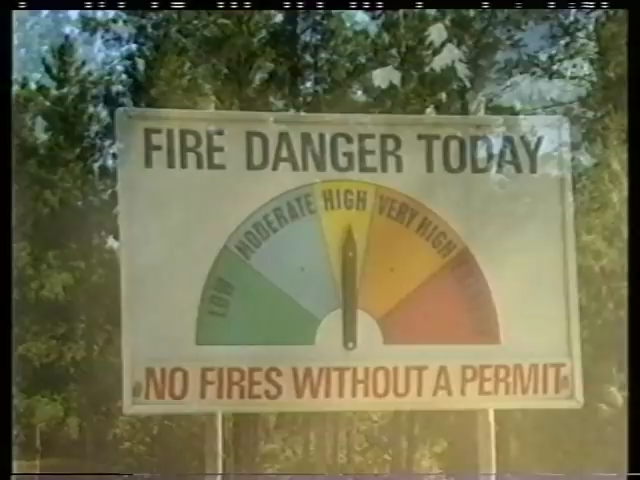 FIRE DANGER TODAY
LOW
MODERATE
HIGH
VERY HIGH
NO FIRES WITHOUT A PERMIT